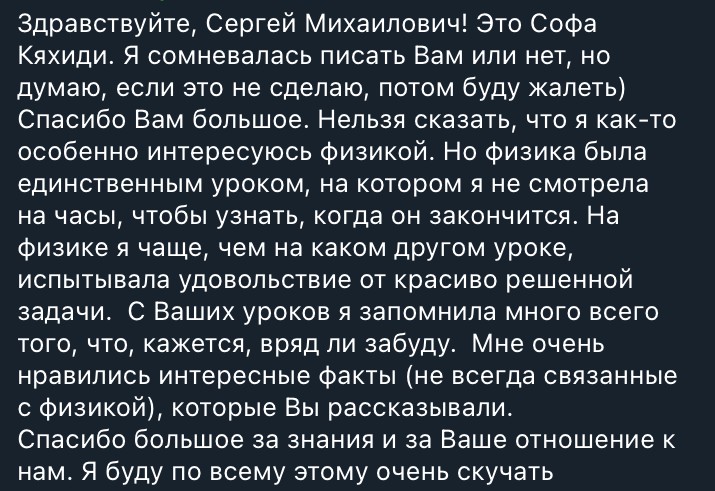 Здравствуйте, Сергей Михаилович! Это Софа
Кяхиди. Я сомневалась писать Вам или нет, но
думаю, если это не сделаю, потом буду жалеть)
Спасибо Вам большое. Нельзя сказать, что я как-то
особенно интересуюсь физикой. Но физика была
единственным уроком, на котором я не смотрела
на часы, чтобы узнать, когда он закончится. На
физике я чаще, чем на каком другом уроке,
испытывала удовольствие от красиво решенной
задачи.  С Ваших уроков я запомнила много всего
того, что, кажется, вряд ли забуду.  Мне очень
нравились интересные факты (не всегда связанные
с физикой), которые Вы рассказывали.
Спасибо большое за знания и за Ваше отношение к
нам. Я буду по всему этому очень скучать